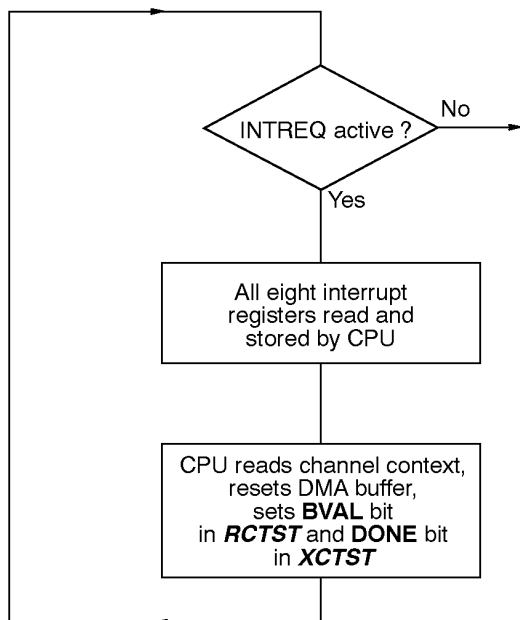 No
INTREQ active ?
Yes
All eight interrupt
registers read and
stored by CPU
CPU reads channel context,
resets DMA buffer,
sets BVAL bit
in RCTST and DONE bit
in XCTST